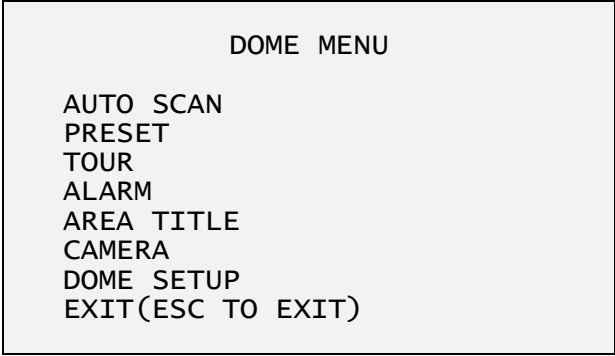 DOME MENU
AUTO SCAN
PRESET
TOUR
ALARM
AREA TITLE
CAMERA
DOME SETUP
EXIT(ESC TO EXIT)